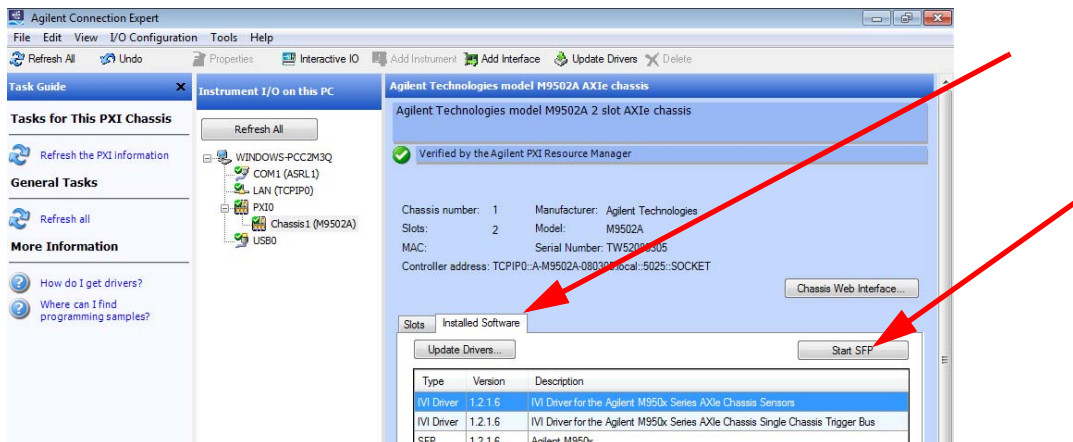 Agilent Connection Expert
File Edit View I/O Configuration Tools Help
Refresh All Undo Properties Interactive IO Add Instrument Add Interface Update Drivers Delete
Task Guide
Tasks for This PXI Chassis
Refresh the PXI information
General Tasks
Refresh all
More Information
How do I get drivers?
Where can I find
programming samples?
Instrument I/O on this PC
Refresh All
WINDOWS-PCC2M3Q
COM1 (ASRL1)
LAN (TCPIP0)
PXI0
Chassis1 (M9502A)
USB0
Agilent Technologies model M9502A AXIe chassis
Agilent Technologies model M9502A 2 slot AXIe chassis
Verified by the Agilent PXI Resource Manager
Chassis number: 1 Manufacturer: Agilent Technologies
Slots: 2 Model: M9502A
MAC: Serial Number:
Controller address:
Chassis Web Interface...
Slots Installed Software
Update Drivers... Start SFP
Type Version Description
IVI Driver 1.2.1.6 IVI Driver for the Agilent M950x Series AXIe Chassis Sensors
IVI Driver 1.2.1.6 IVI Driver for the Agilent M950x Series AXIe Chassis Single Chassis Trigger Bus
SFP 1.2.1.6 Agilent M950x